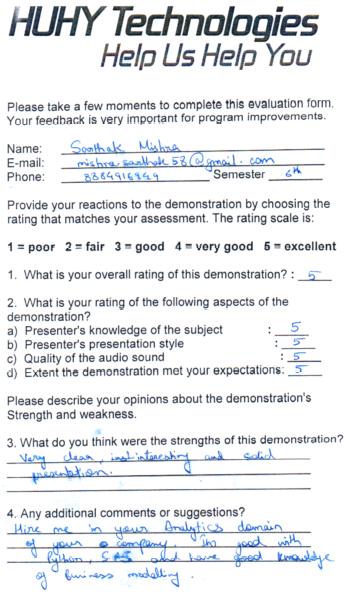 HUHY Technologies
Help Us Help You
Please take a few moments to complete this evaluation form.
Your feedback is very important for program improvements.
Name: Sarthak Mishra
E-mail: mishra.sarthak58@gmail.com
Phone: Semester 6th
Provide your reactions to the demonstration by choosing the
rating that matches your assessment. The rating scale is:
1 = poor 2 = fair 3 = good 4 = very good 5 = excellent
1. What is your overall rating of this demonstration? : 5
2. What is your rating of the following aspects of the
demonstration?
a) Presenter's knowledge of the subject : 5
b) Presenter's presentation style : 5
c) Quality of the audio sound : 5
d) Extent the demonstration met your expectations: 5
Please describe your opinions about the demonstration's
Strength and weakness.
3. What do you think were the strengths of this demonstration?
Very clear, interesting and solid
presentation.
4. Any additional comments or suggestions?
Hire me in your Analytics domain
of your company. Im good with
Python, and have good knowledge
of business modelling.